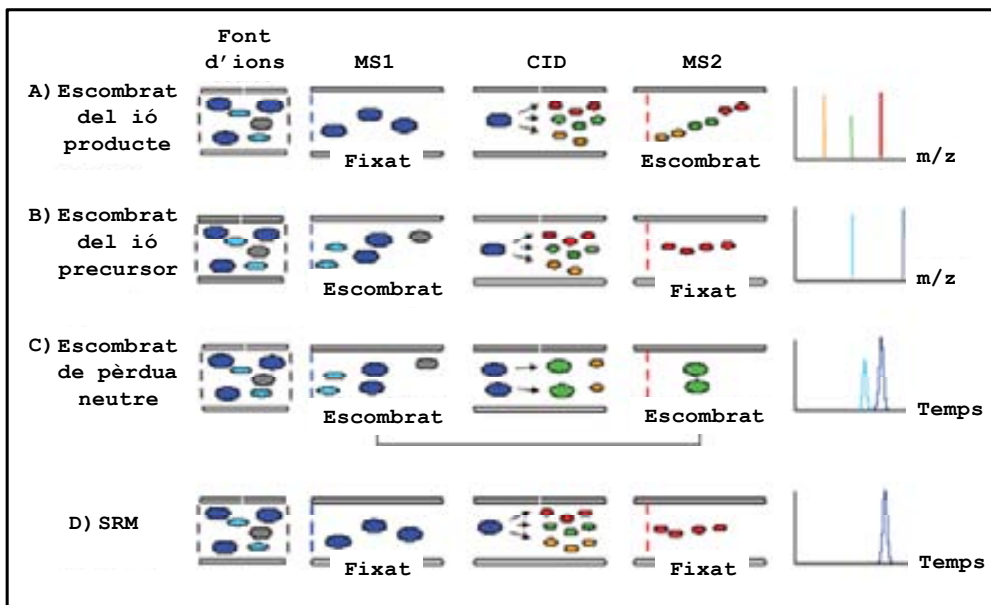 Font
d'ions
MS1
CID
MS2
A) Escombrat
del ió
producte
Fixat
Escombrat
m/z
B) Escombrat
del ió
precursor
Escombrat
Fixat
m/z
C) Escombrat
de pèrdua
neutre
Escombrat
Escombrat
Temps
D) SRM
Fixat
Fixat
Temps